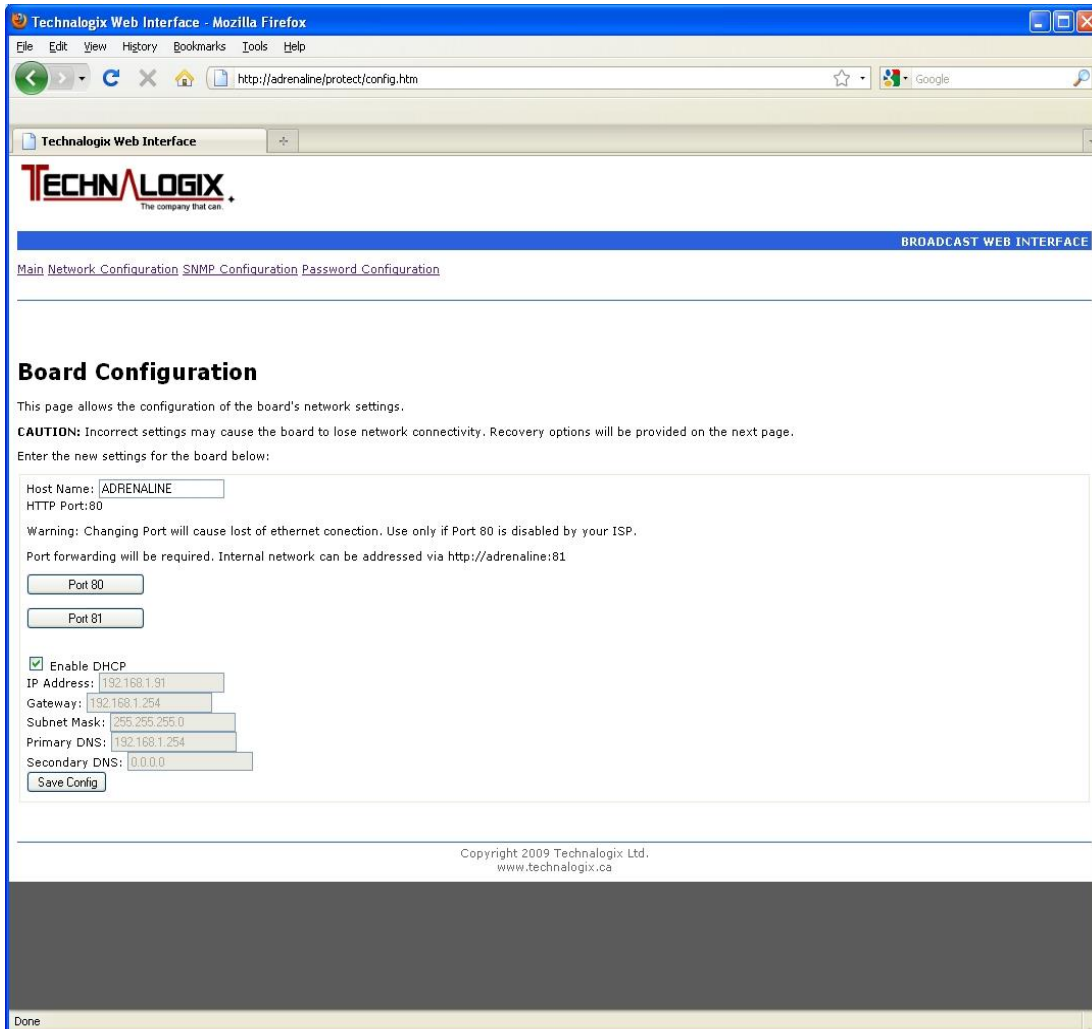 Technalogix Web Interface - Mozilla Firefox
File Edit View History Bookmarks Tools Help
http://adrenaline/protect/config.htm
Google
Technalogix Web Interface
TECHNALOGIX
The company that can.
BROADCAST WEB INTERFACE
Main Network Configuration SNMP Configuration Password Configuration
Board Configuration
This page allows the configuration of the board's network settings.
CAUTION: Incorrect settings may cause the board to lose network connectivity. Recovery options will be provided on the next page.
Enter the new settings for the board below:
Host Name: ADRENALINE
HTTP Port:80
Warning: Changing Port will cause lost of ethernet conection. Use only if Port 80 is disabled by your ISP.
Port forwarding will be required. Internal network can be addressed via http://adrenaline:81
Port 80
Port 81
Enable DHCP
IP Address: 192.168.1.91
Gateway: 192.168.1.254
Subnet Mask: 255.255.255.0
Primary DNS: 192.168.1.254
Secondary DNS: 0.0.0.0
Save Config
Copyright 2009 Technalogix Ltd.
www.technalogix.ca
Done